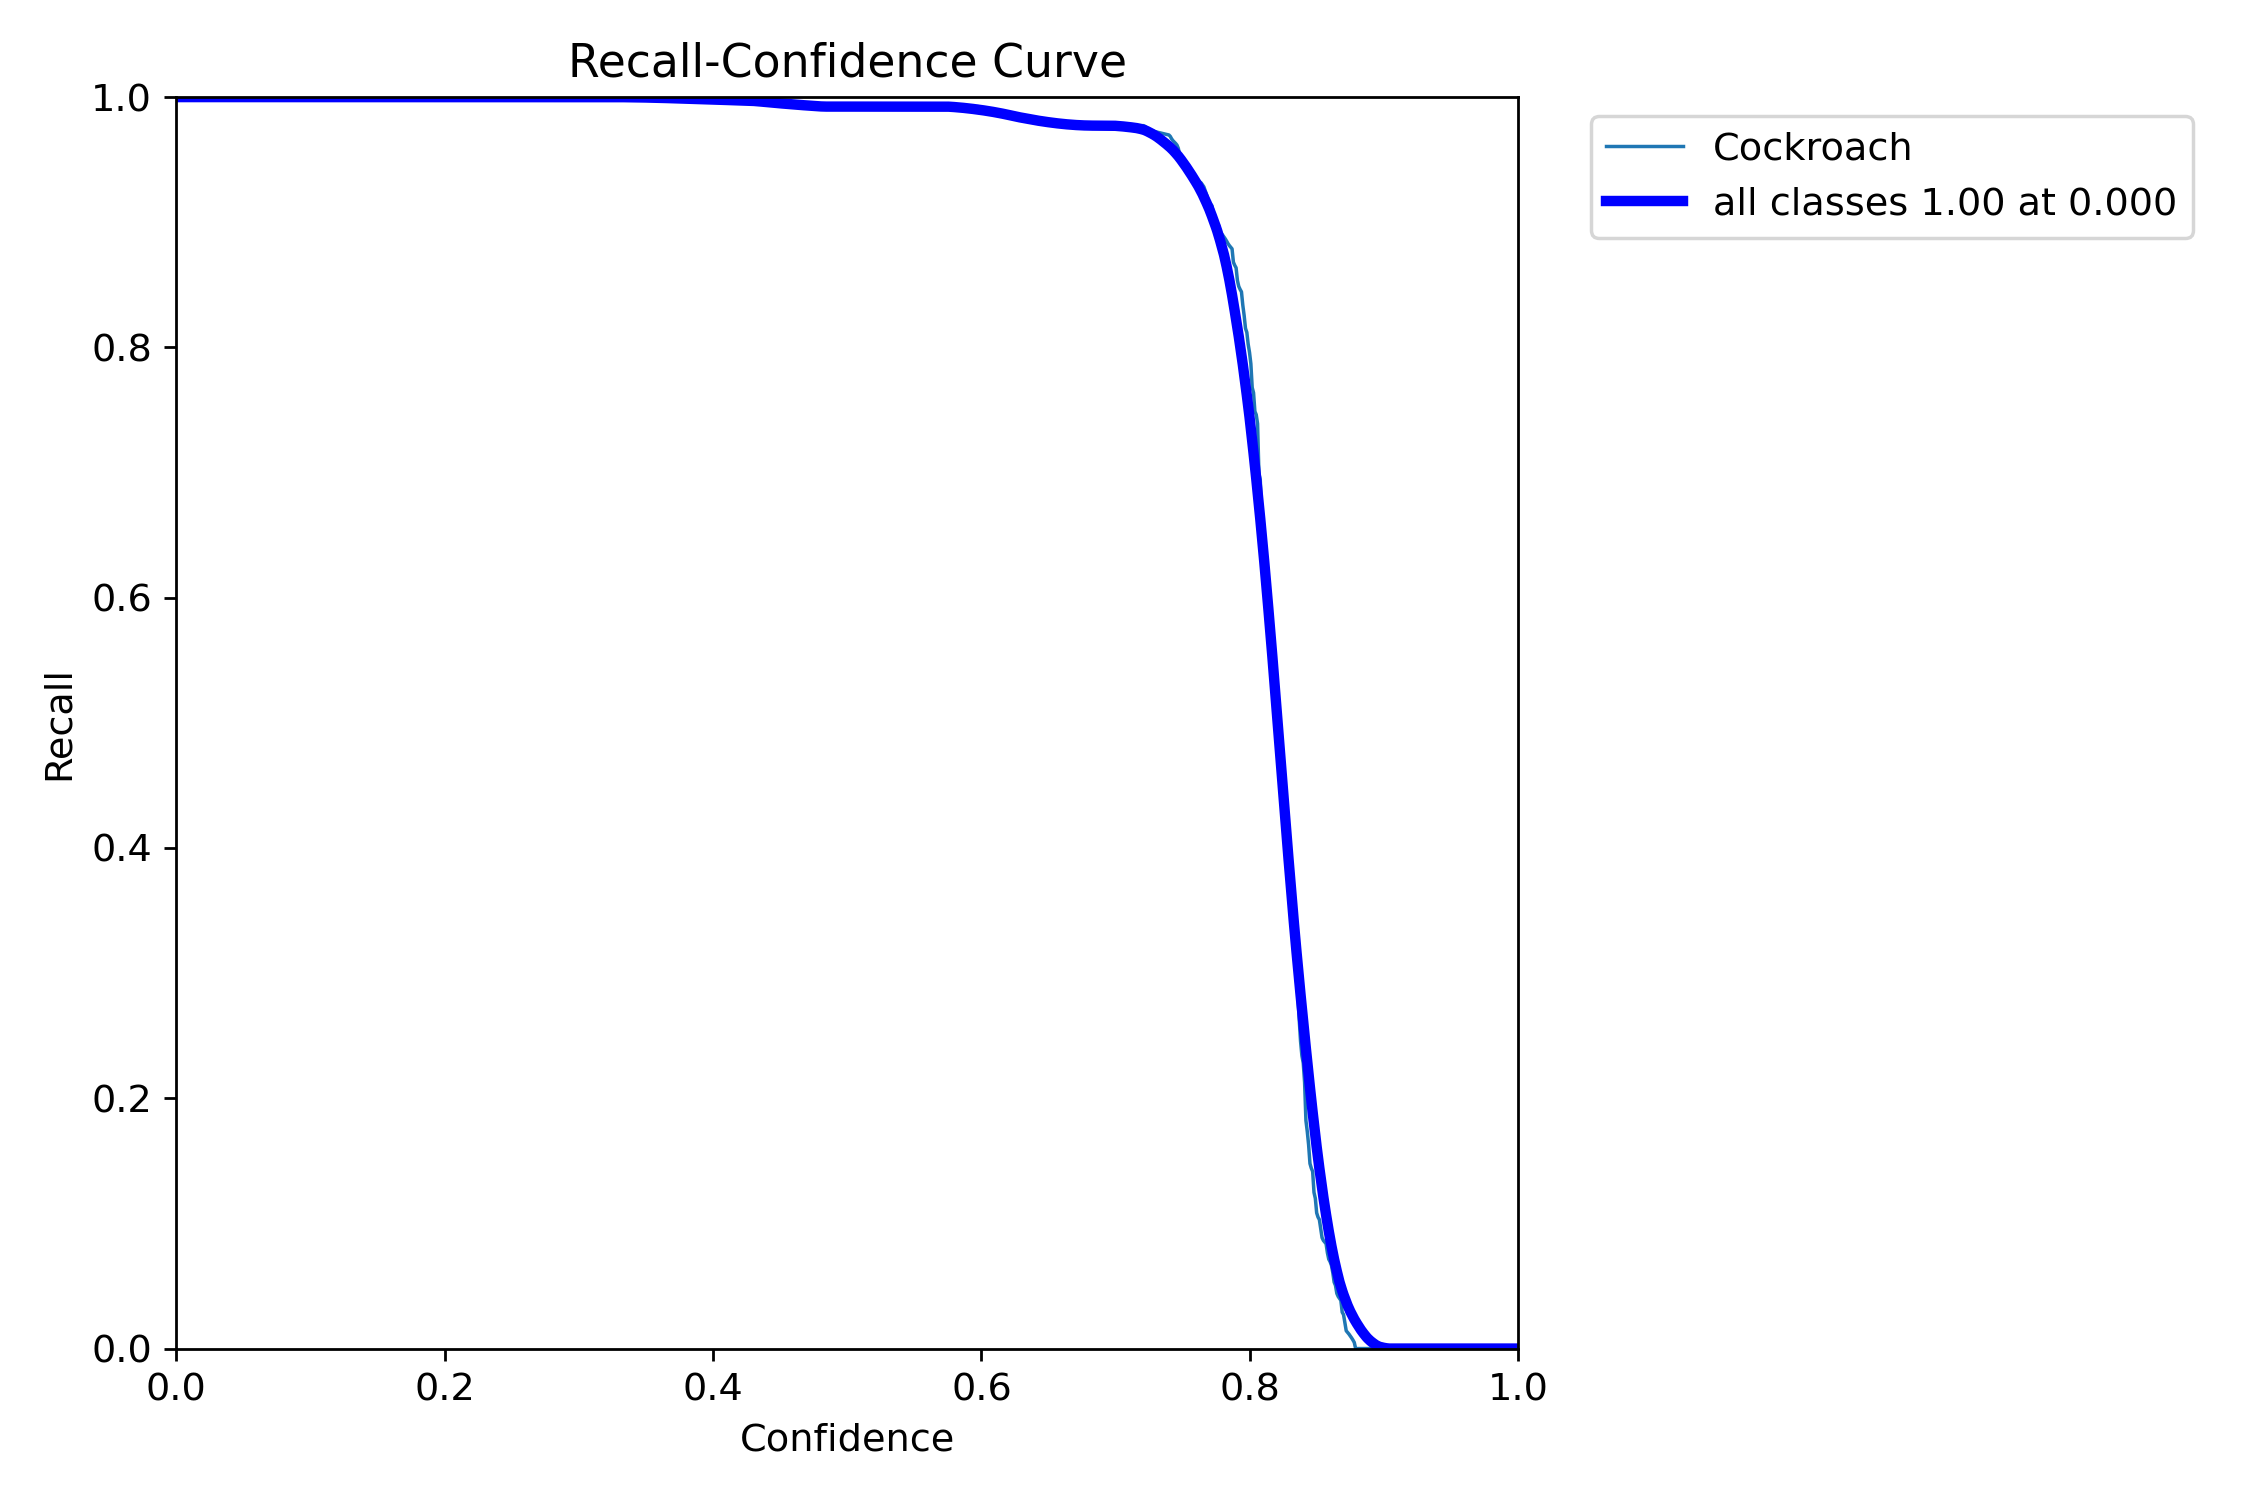 Recall-Confidence Curve
1.0
0.8
0.6
0.4
0.2
0.0
Recall
0.0 0.2 0.4 0.6 0.8 1.0
Confidence
Cockroach
all classes 1.00 at 0.000